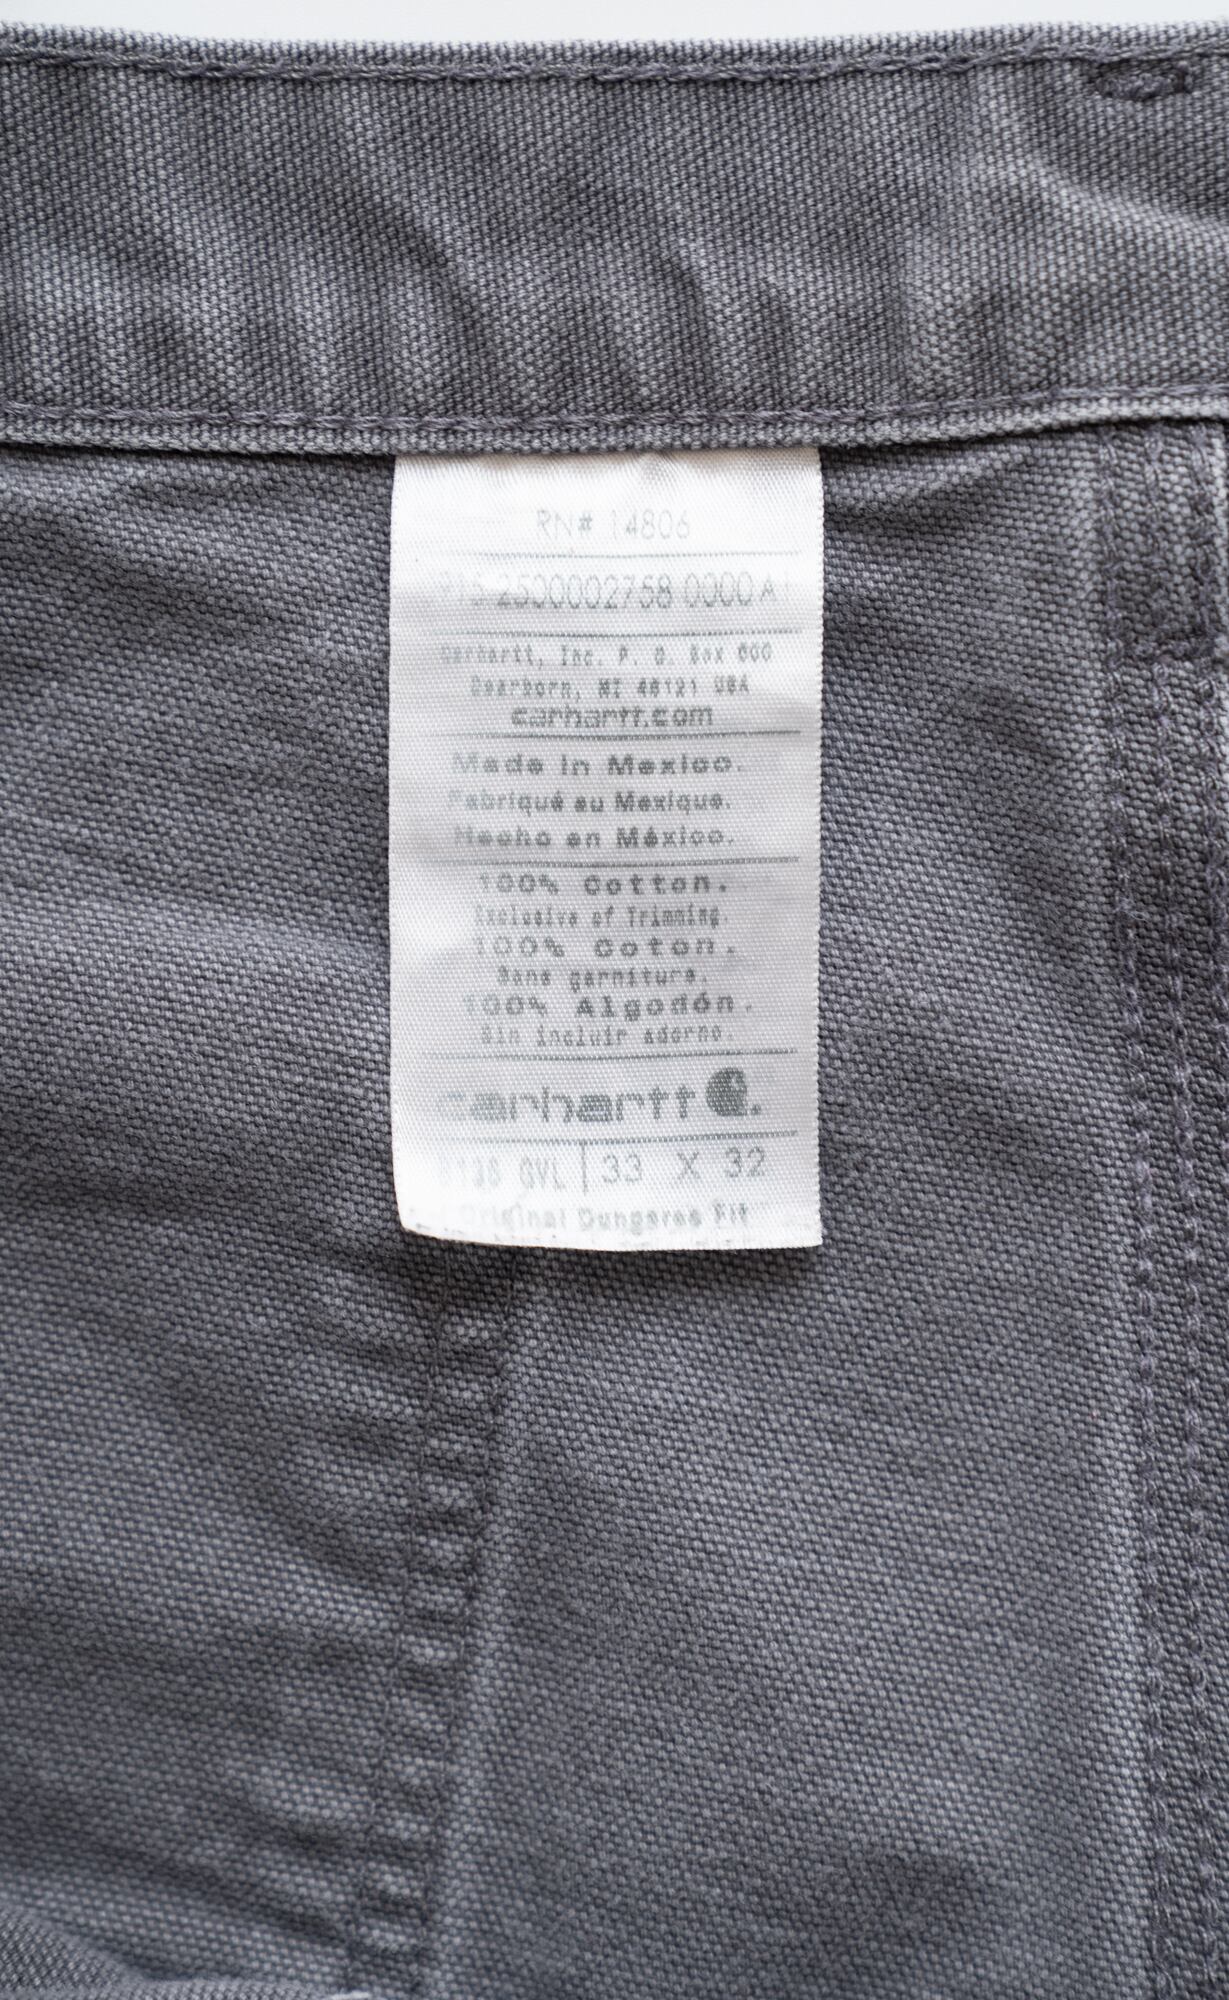 RN# 14806
2500002758 0000 A1
Carhartt, Inc. P. O. Box 600
Dearborn, MI 48121 USA
carhartt.com
Made in Mexico.
Fabriqué au Mexique.
Hecho en México.
100% Cotton.
Exclusive of Trimming.
100% Coton.
Sans garniture.
100% Algodón.
Sin incluir adorno.
carhartt
GVL 33 X 32
Original Dungaree Fit